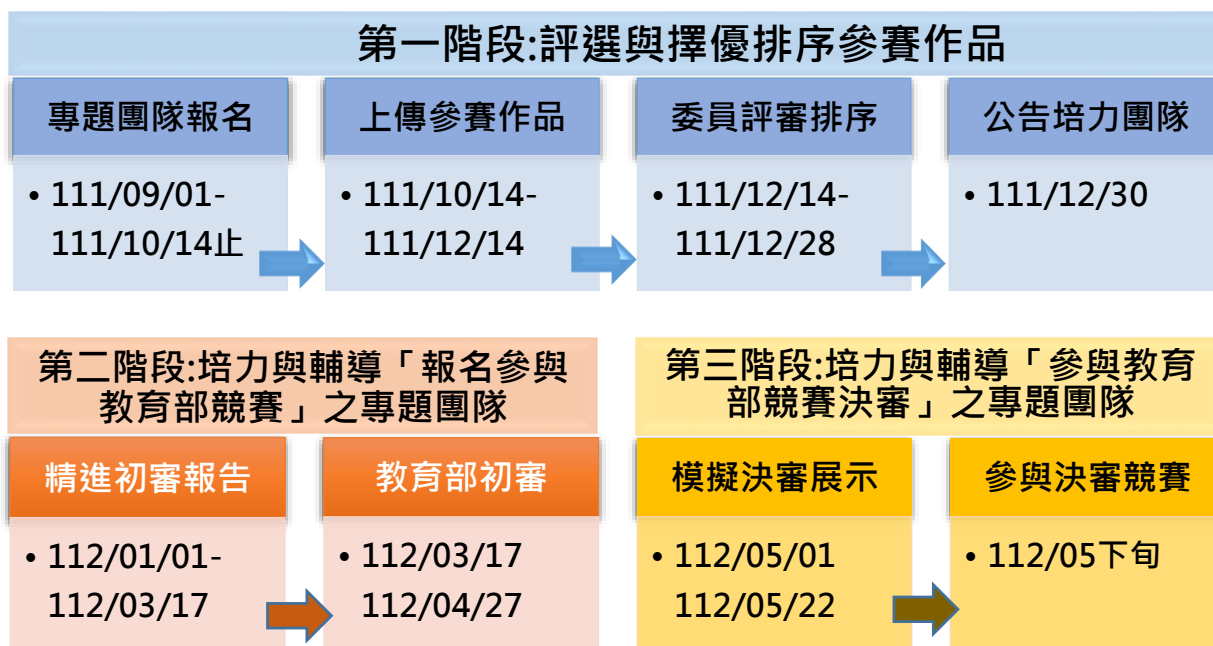 第一階段:評選與擇優排序參賽作品
專題團隊報名
• 111/09/01-
111/10/14止
上傳參賽作品
• 111/10/14-
111/12/14
委員評審排序
• 111/12/14-
111/12/28
公告培力團隊
• 111/12/30
第二階段:培力與輔導「報名參與
教育部競賽」之專題團隊
精進初審報告
• 112/01/01-
112/03/17
教育部初審
• 112/03/17
112/04/27
第三階段:培力與輔導「參與教育
部競賽決審」之專題團隊
模擬決審展示
• 112/05/01
112/05/22
參與決審競賽
• 112/05下旬